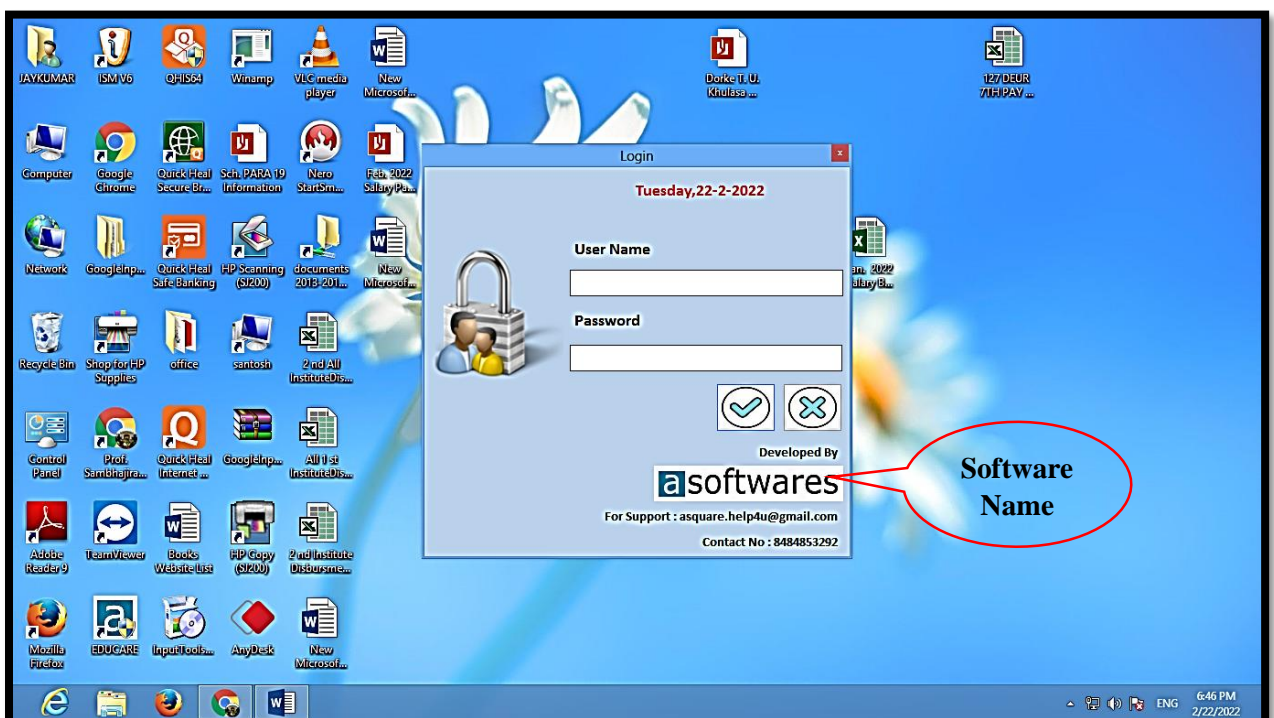 JAYKUMAR
ISM V6
QHIS64
Winamp
VLC media
player
New
Microsof...
Dorke T. U.
Khulasa ...
127 DEUR
7TH PAY ...
Computer
Google
Chrome
Quick Heal
Secure Br...
Sch. PARA 19
Information
Nero
StartSm...
Feb. 2022
Salary Pa...
Network
GoogleInp...
Quick Heal
Safe Banking
HP Scanning
(SJ200)
documents
2013-201...
New
Microsof...
an. 2022
alary B...
Recycle Bin
Shop for HP
Supplies
office
santosh
2 nd All
InstituteDis...
Control
Panel
Prof.
Sambhajira...
Quick Heal
Internet ...
GoogleInp...
All 1 st
InstituteDis...
Adobe
Reader 9
TeamViewer
Books
Website List
HP Copy
(SJ200)
2 nd Institute
Disbursme...
Mozilla
Firefox
EDUCARE
InputTools...
AnyDesk
New
Microsof...
Login
Tuesday,22-2-2022
User Name
Password
Developed By
a softwares
For Support : asquare.help4u@gmail.com
Contact No : 8484853292
Software
Name
ENG
6:46 PM
2/22/2022